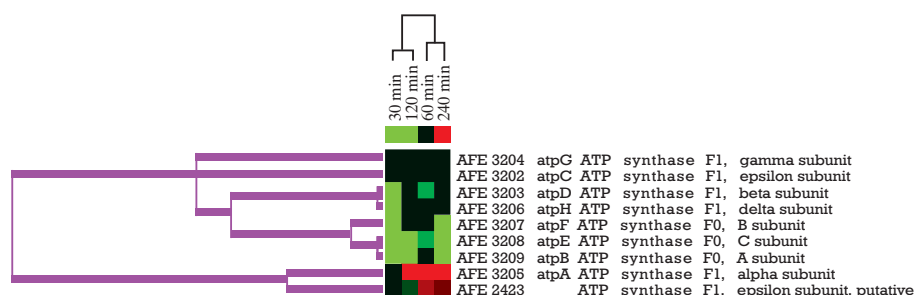 30 min
120 min
60 min
240 min
AFE 3204 atpG ATP synthase F1, gamma subunit
AFE 3202 atpC ATP synthase F1, epsilon subunit
AFE 3203 atpD ATP synthase F1, beta subunit
AFE 3206 atpH ATP synthase F1, delta subunit
AFE 3207 atpF ATP synthase F0, B subunit
AFE 3208 atpE ATP synthase F0, C subunit
AFE 3209 atpB ATP synthase F0, A subunit
AFE 3205 atpA ATP synthase F1, alpha subunit
AFE 2423 ATP synthase F1, epsilon subunit, putative